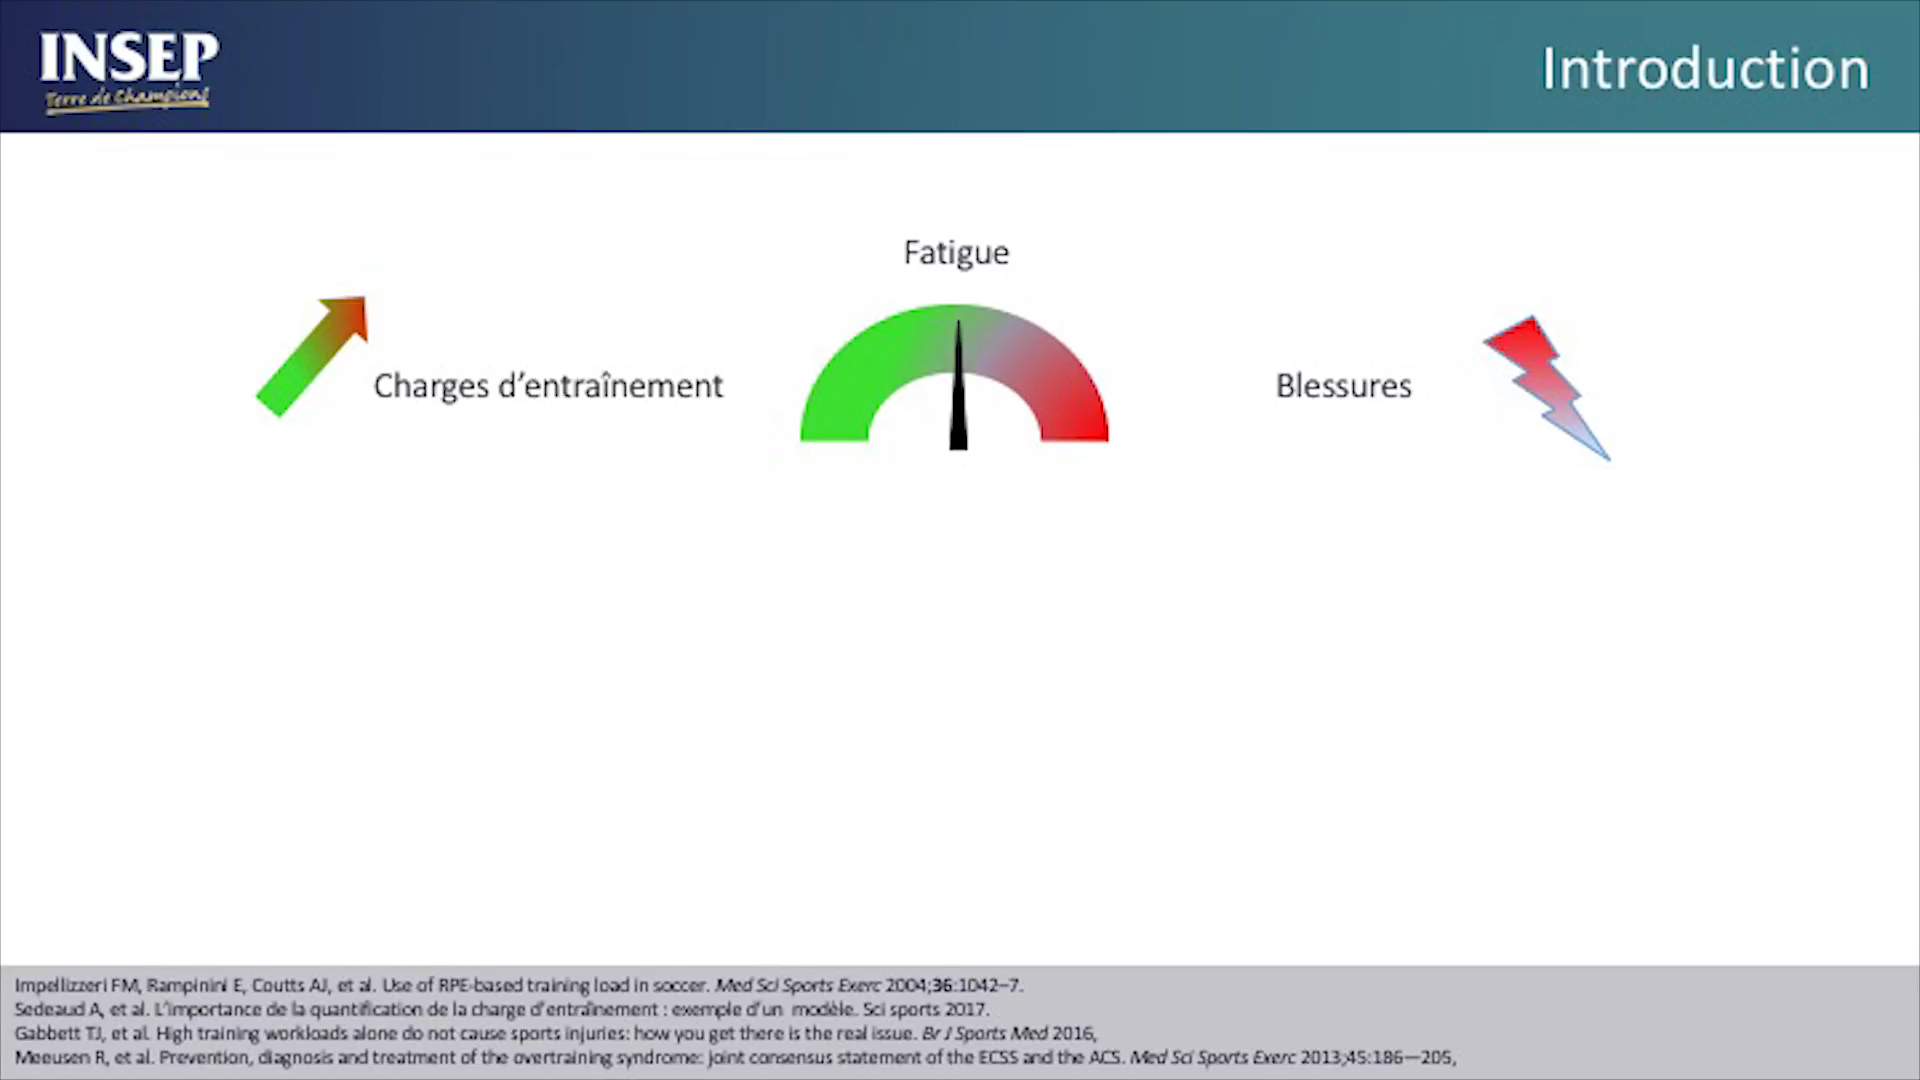 INSEP
Terre de Champions
Introduction
Fatigue
Charges d'entraînement
Blessures
Impellizzeri FM, Rampinini E, Coutts AJ, et al. Use of RPE-based training load in soccer. Med Sci Sports Exerc 2004;36:1042–7.
Sedeaud A, et al. L'importance de la quantification de la charge d'entraînement : exemple d'un modèle. Sci sports 2017.
Gabbett TJ, et al. High training workloads alone do not cause sports injuries: how you get there is the real issue. Br J Sports Med 2016,
Meeusen R, et al. Prevention, diagnosis and treatment of the overtraining syndrome: joint consensus statement of the ECSS and the ACS. Med Sci Sports Exerc 2013;45:186—205,